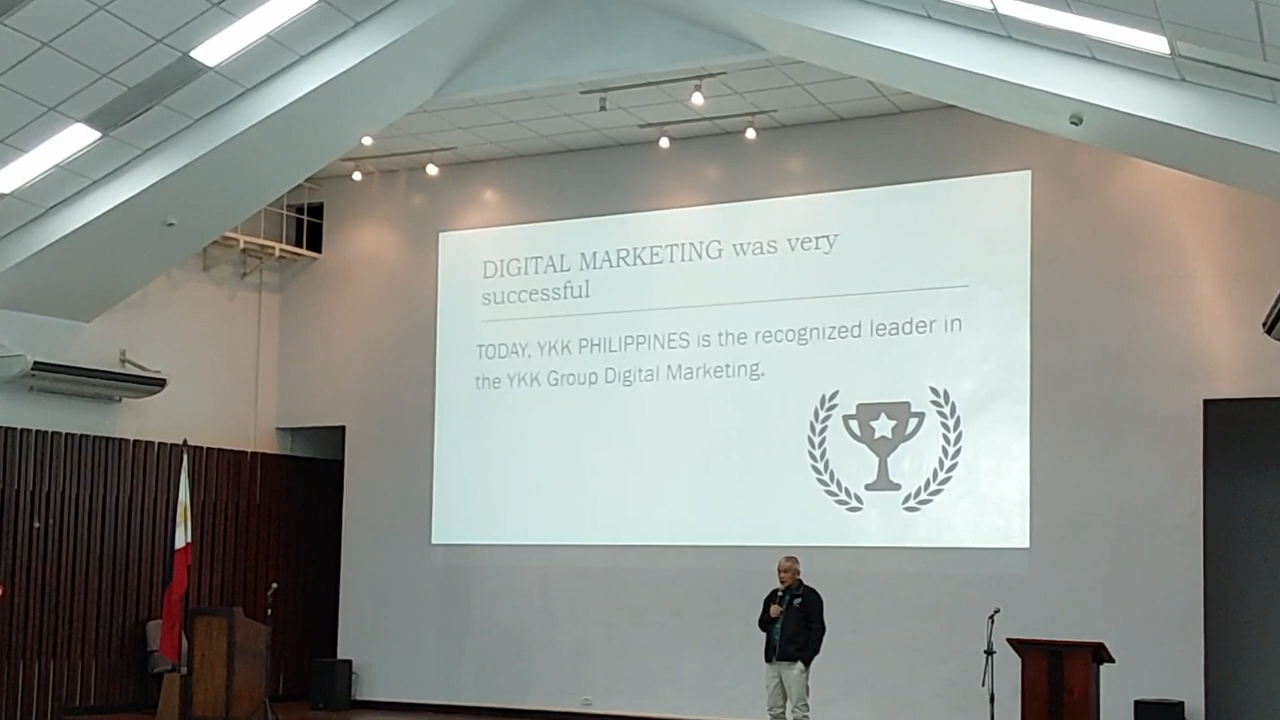 DIGITAL MARKETING was very
successful
TODAY, YKK PHILIPPINES is the recognized leader in
the YKK Group Digital Marketing.